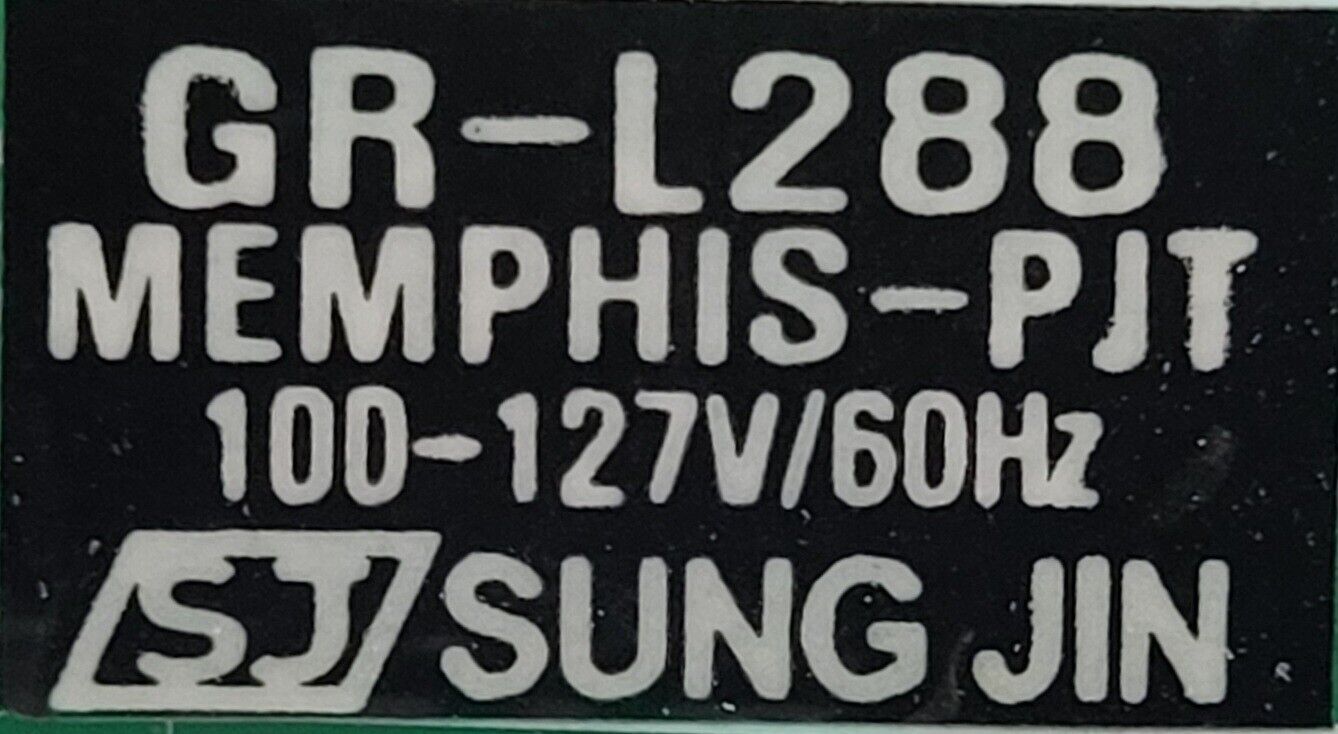 GR-L288
MEMPHIS-PJT
100-127V/60Hz
SJ SUNG JIN